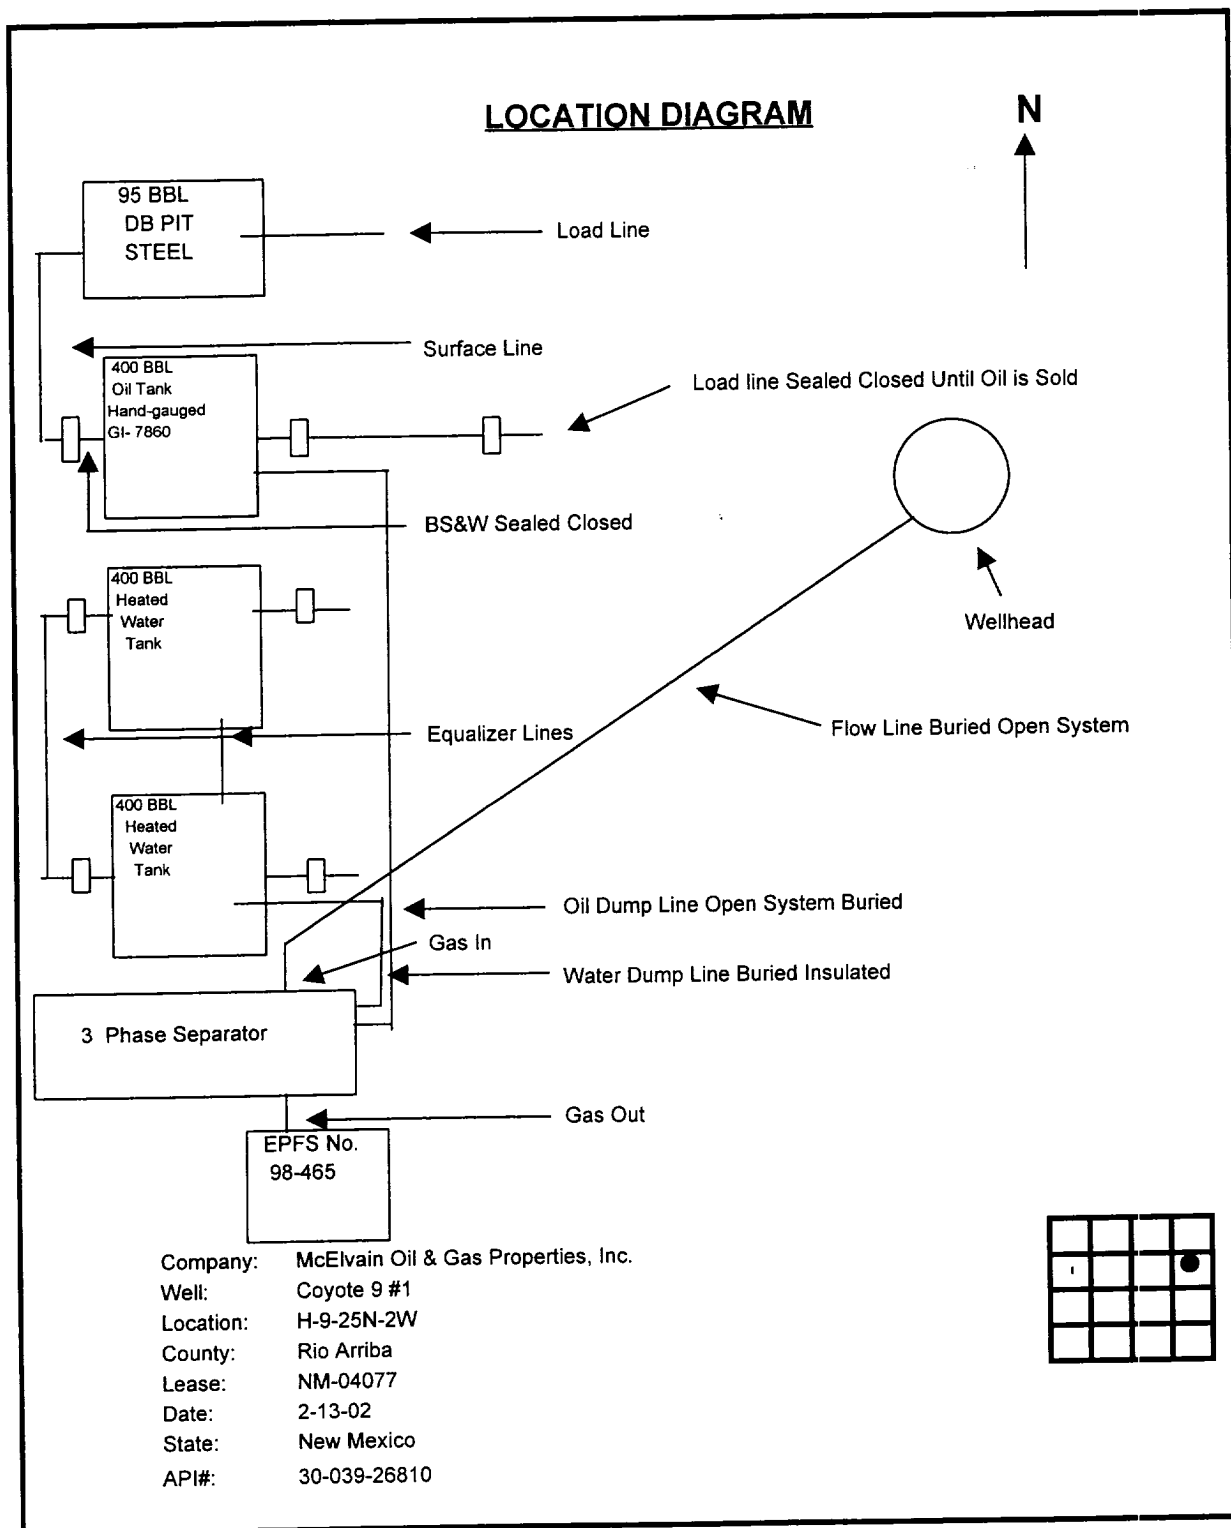 LOCATION DIAGRAM
N
95 BBL
DB PIT
STEEL
Load Line
Surface Line
400 BBL
Oil Tank
Hand-gauged
GI- 7860
Load line Sealed Closed Until Oil is Sold
BS&W Sealed Closed
400 BBL
Heated
Water
Tank
Wellhead
Equalizer Lines
Flow Line Buried Open System
400 BBL
Heated
Water
Tank
Oil Dump Line Open System Buried
Gas In
Water Dump Line Buried Insulated
3 Phase Separator
Gas Out
EPFS No.
98-465
Company: McElvain Oil & Gas Properties, Inc.
Well: Coyote 9 #1
Location: H-9-25N-2W
County: Rio Arriba
Lease: NM-04077
Date: 2-13-02
State: New Mexico
API#: 30-039-26810